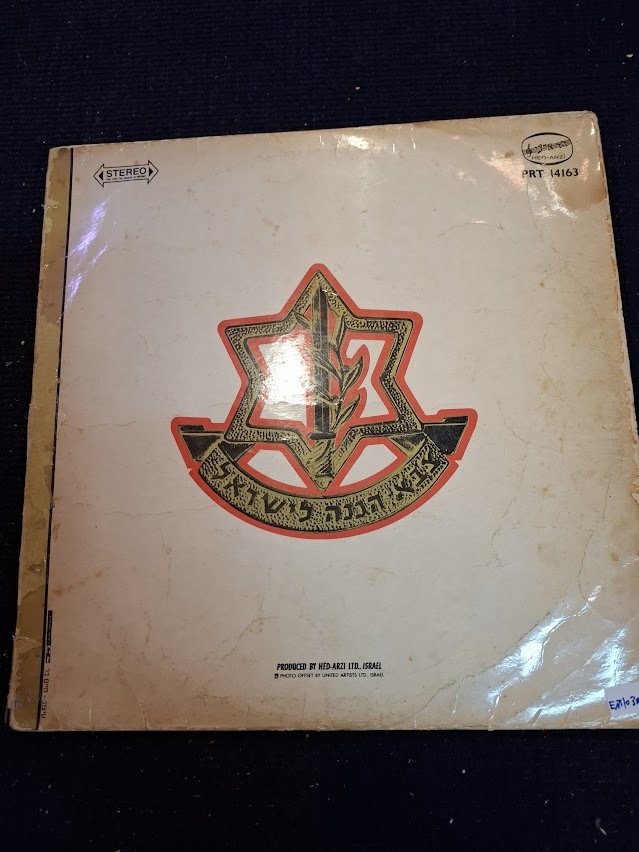 STEREO
HED-ARZI
PRT 14163
צבא הגנה לישראל
PRODUCED BY HED-ARZI LTD., ISRAEL
PHOTO OFFSET BY UNITED ARTISTS LTD., ISRAEL